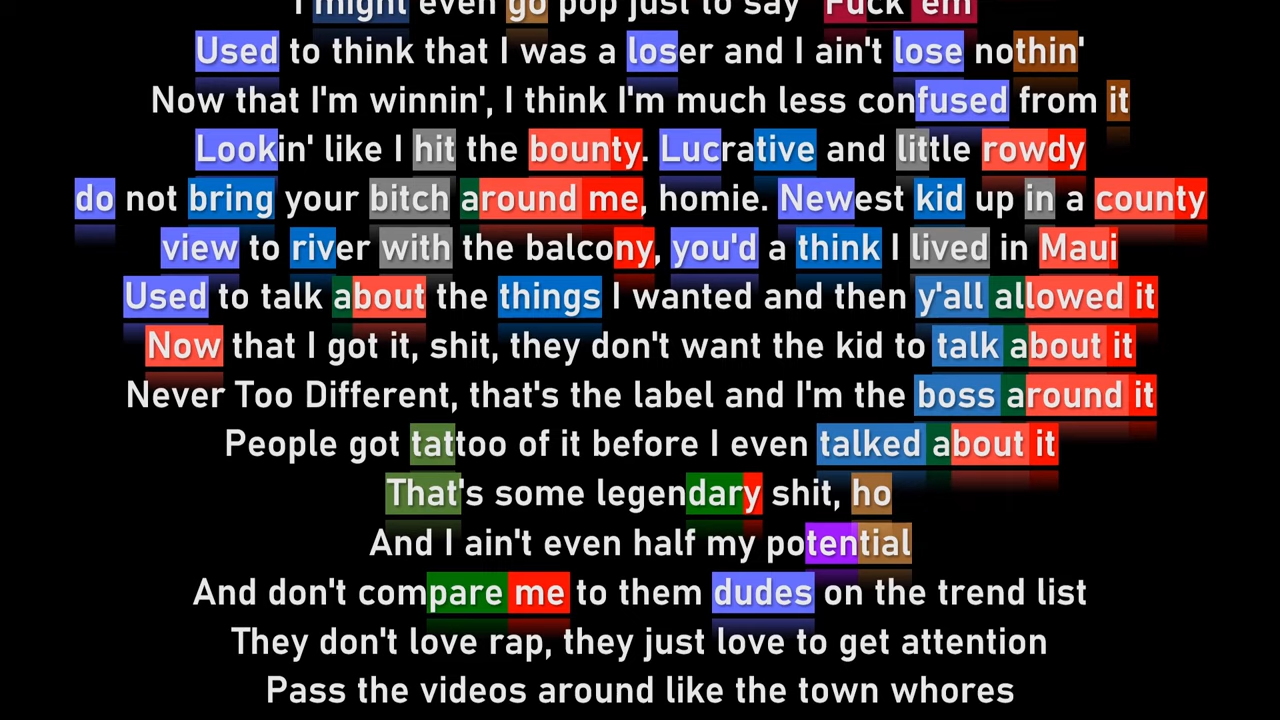 I might even go pop just to say "Fuck 'em"
Used to think that I was a loser and I ain't lose nothin'
Now that I'm winnin', I think I'm much less confused from it
Lookin' like I hit the bounty. Lucrative and little rowdy
do not bring your bitch around me, homie. Newest kid up in a county
view to river with the balcony, you'd a think I lived in Maui
Used to talk about the things I wanted and then y'all allowed it
Now that I got it, shit, they don't want the kid to talk about it
Never Too Different, that's the label and I'm the boss around it
People got tattoo of it before I even talked about it
That's some legendary shit, ho
And I ain't even half my potential
And don't compare me to them dudes on the trend list
They don't love rap, they just love to get attention
Pass the videos around like the town whores